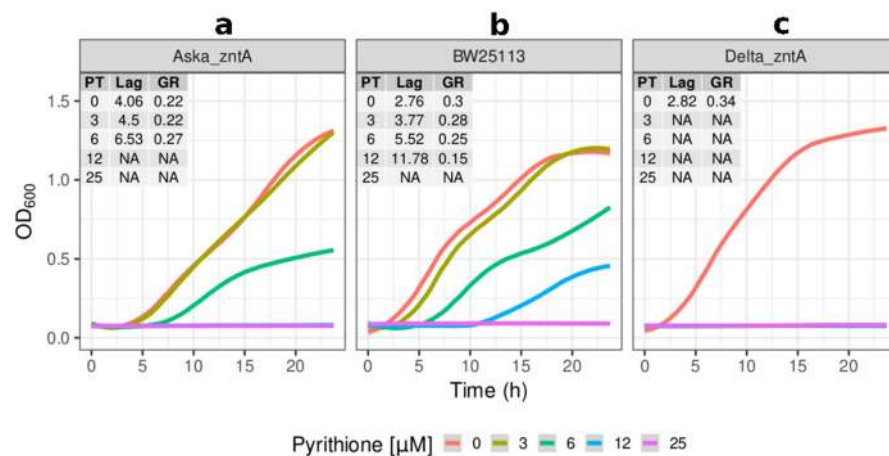 a b c
Aska_zntA BW25113 Delta_zntA
PT Lag GR PT Lag GR PT Lag GR
0 4.06 0.22 0 2.76 0.3 0 2.82 0.34
3 4.5 0.22 3 3.77 0.28 3 NA NA
6 6.53 0.27 6 5.52 0.25 6 NA NA
12 NA NA 12 11.78 0.15 12 NA NA
25 NA NA 25 NA NA 25 NA NA
1.5
1.0
0.5
0.0
OD600
0 5 10 15 20 0 5 10 15 20 0 5 10 15 20
Time (h)
Pyrithione [µM] 0 3 6 12 25